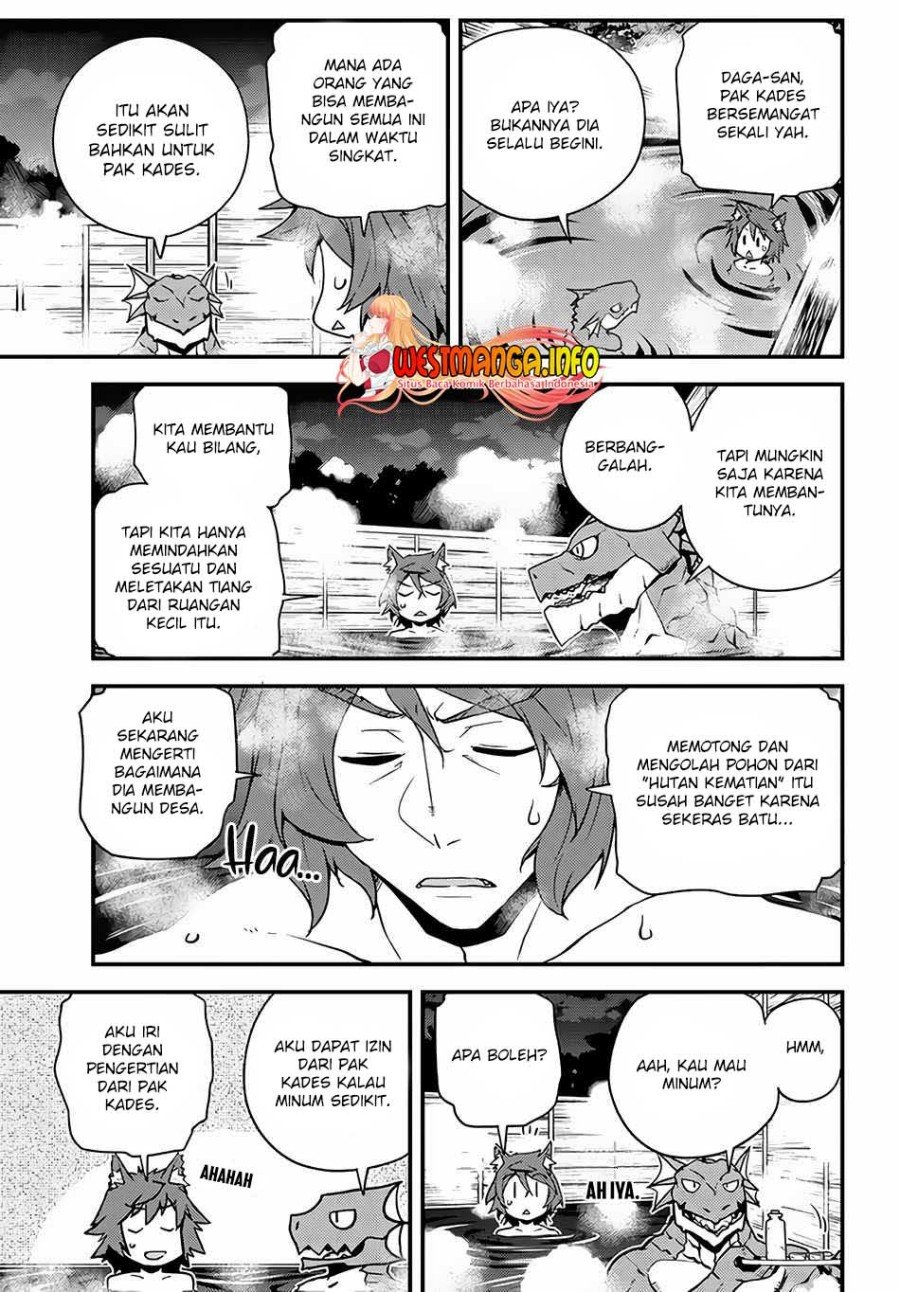 DAGA-SAN,
PAK KADES
BERSEMANGAT
SEKALI YAH.
APA IYA?
BUKANNYA DIA
SELALU BEGINI.
MANA ADA
ORANG YANG
BISA MEMBA-
NGUN SEMUA INI
DALAM WAKTU
SINGKAT.
ITU AKAN
SEDIKIT SULIT
BAHKAN UNTUK
PAK KADES.
WESTMANGA.INFO
Situs Baca Komik Berbahasa Indonesia
TAPI MUNGKIN
SAJA KARENA
KITA MEMBAN-
TUNYA.
BERBANG-
GALAH.
KITA MEMBANTU
KAU BILANG,
TAPI KITA HANYA
MEMINDAHKAN
SESUATU DAN
MELETAKAN TIANG
DARI RUANGAN
KECIL ITU.
MEMOTONG DAN
MENGOLAH POHON DARI
"HUTAN KEMATIAN" ITU
SUSAH BANGET KARENA
SEKERAS BATU...
AKU
SEKARANG
MENGERTI
BAGAIMANA
DIA MEMBA-
NGUN DESA.
Haa...
HMM,
AAH, KAU MAU
MINUM?
APA BOLEH?
AH IYA.
AKU DAPAT IZIN
DARI PAK
KADES KALAU
MINUM SEDIKIT.
AKU IRI
DENGAN
PENGERTIAN
DARI PAK
KADES.
AHAHAH